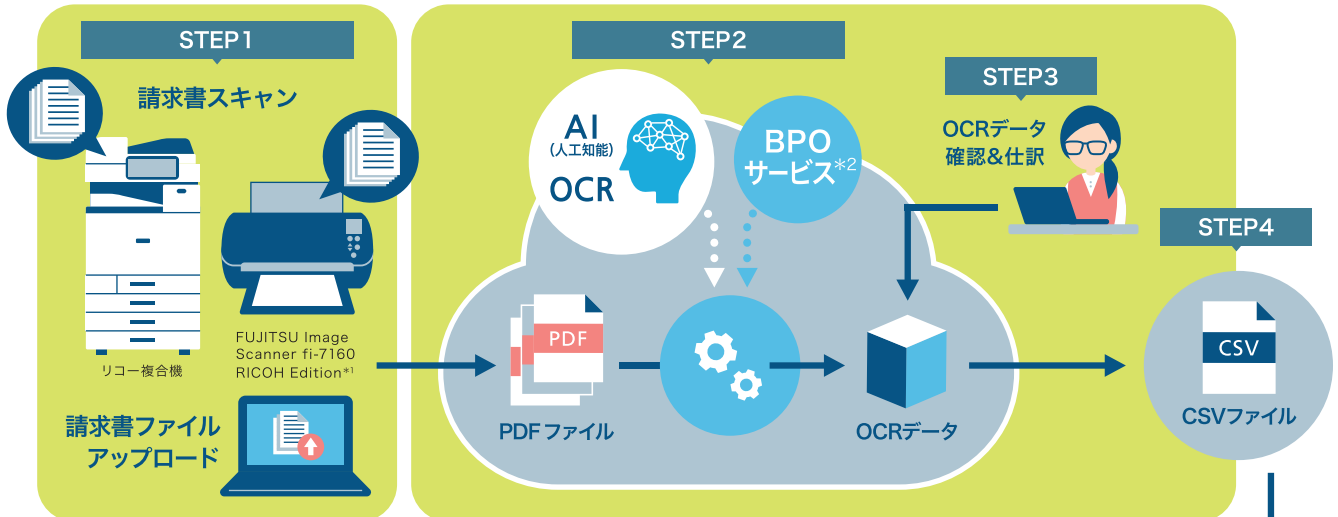 STEP1
請求書スキャン
リコー複合機
FUJITSU Image
Scanner fi-7160
RICOH Edition*1
請求書ファイル
アップロード
STEP2
AI
(人工知能)
OCR
BPO
サービス*2
PDF
PDFファイル
OCRデータ
STEP3
OCRデータ
確認&仕訳
STEP4
CSV
CSVファイル